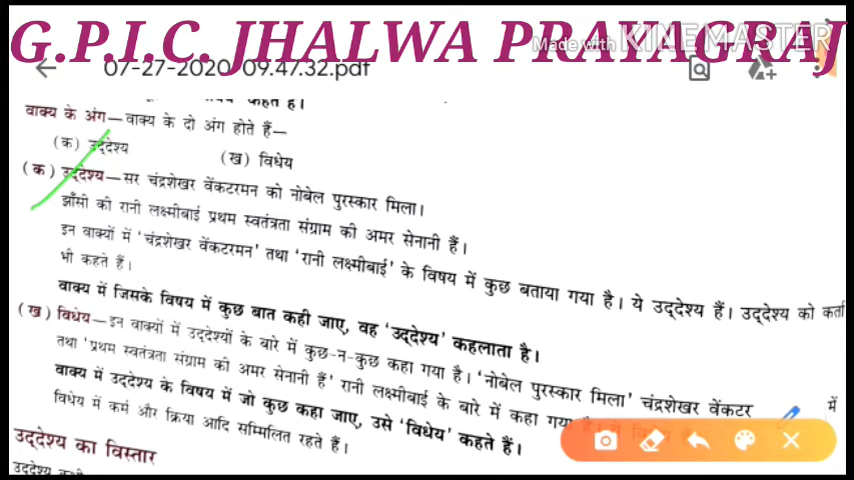 G.P.I.C. JHALWA PRAYAGRAJ
Made with KINEMASTER
07-27-2020 09.47.32.pdf
कहते हैं।
वाक्य के अंग—वाक्य के दो अंग होते हैं—
(क) उद्देश्य (ख) विधेय
(क) उद्देश्य—सर चंद्रशेखर वेंकटरमन को नोबेल पुरस्कार मिला।
झाँसी की रानी लक्ष्मीबाई प्रथम स्वतंत्रता संग्राम की अमर सेनानी हैं।
इन वाक्यों में 'चंद्रशेखर वेंकटरमन' तथा 'रानी लक्ष्मीबाई' के विषय में कुछ बताया गया है। ये उद्देश्य हैं। उद्देश्य को कर्ता
भी कहते हैं।
वाक्य में जिसके विषय में कुछ बात कही जाए, वह 'उद्देश्य' कहलाता है।
(ख) विधेय—इन वाक्यों में उद्देश्यों के बारे में कुछ-न-कुछ कहा गया है। 'नोबेल पुरस्कार मिला' चंद्रशेखर वेंकटर में
तथा 'प्रथम स्वतंत्रता संग्राम की अमर सेनानी हैं' रानी लक्ष्मीबाई के बारे में कहा गया
वाक्य में उद्देश्य के विषय में जो कुछ कहा जाए, उसे 'विधेय' कहते हैं।
विधेय में कर्म और क्रिया आदि सम्मिलित रहते हैं।
उद्देश्य का विस्तार